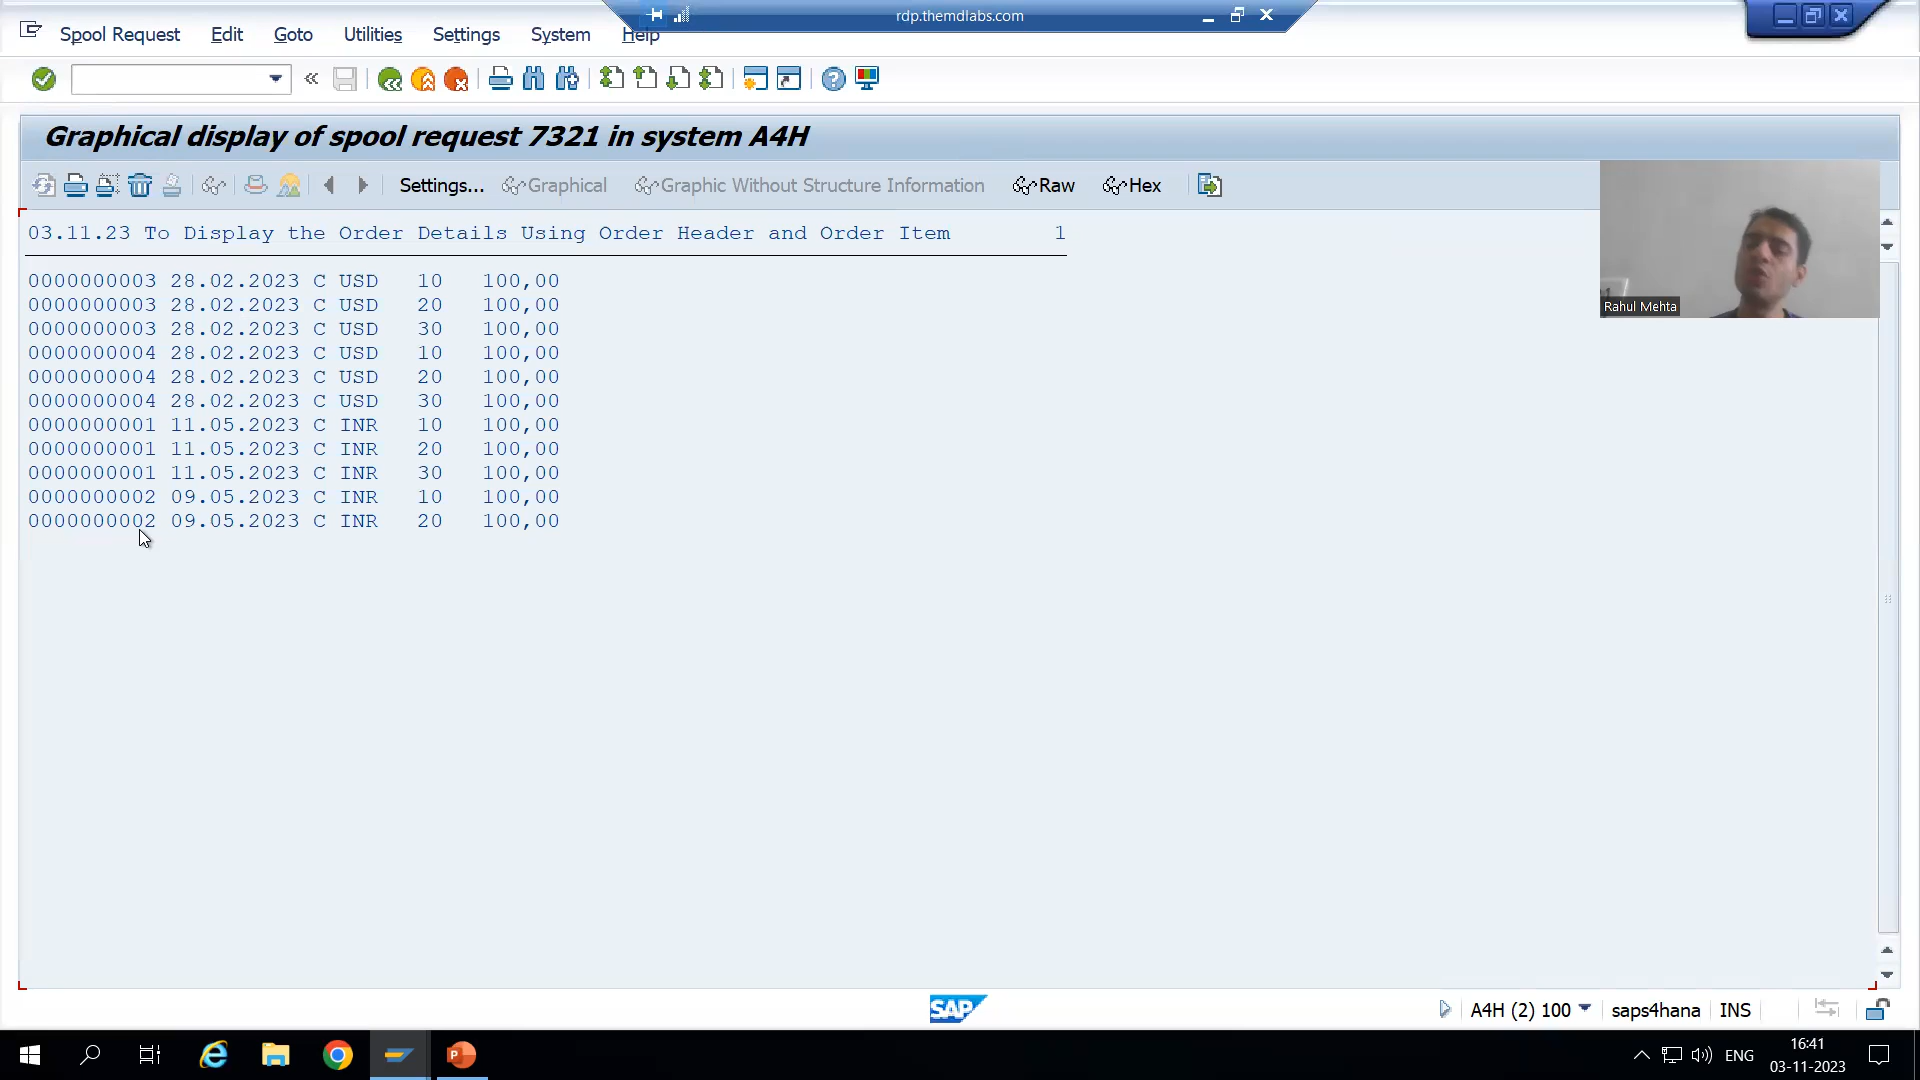 rdp.themdlabs.com
Spool Request Edit Goto Utilities Settings System Help
Graphical display of spool request 7321 in system A4H
Settings... Graphical Graphic Without Structure Information Raw Hex
03.11.23 To Display the Order Details Using Order Header and Order Item 1
0000000003 28.02.2023 C USD 10 100,00
0000000003 28.02.2023 C USD 20 100,00
0000000003 28.02.2023 C USD 30 100,00
0000000004 28.02.2023 C USD 10 100,00
0000000004 28.02.2023 C USD 20 100,00
0000000004 28.02.2023 C USD 30 100,00
0000000001 11.05.2023 C INR 10 100,00
0000000001 11.05.2023 C INR 20 100,00
0000000001 11.05.2023 C INR 30 100,00
0000000002 09.05.2023 C INR 10 100,00
0000000002 09.05.2023 C INR 20 100,00
Rahul Mehta
SAP
A4H (2) 100 saps4hana INS
ENG
16:41
03-11-2023